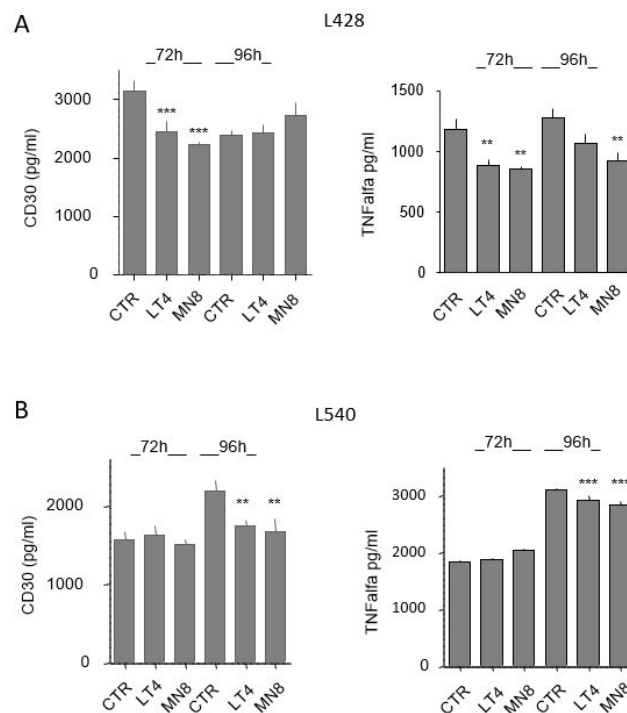 A
L428
_72h__ __96h_
CD30 (pg/ml)
3000
2000
1000
0
*** ***
CTR LT4 MN8 CTR LT4 MN8
_72h__ __96h_
TNFalfa pg/ml
1500
1000
500
0
** ** **
CTR LT4 MN8 CTR LT4 MN8
B
L540
_72h__ __96h_
CD30 (pg/ml)
2000
1000
0
** **
CTR LT4 MN8 CTR LT4 MN8
_72h__ __96h_
TNFalfa pg/ml
3000
2000
1000
0
*** ***
CTR LT4 MN8 CTR LT4 MN8